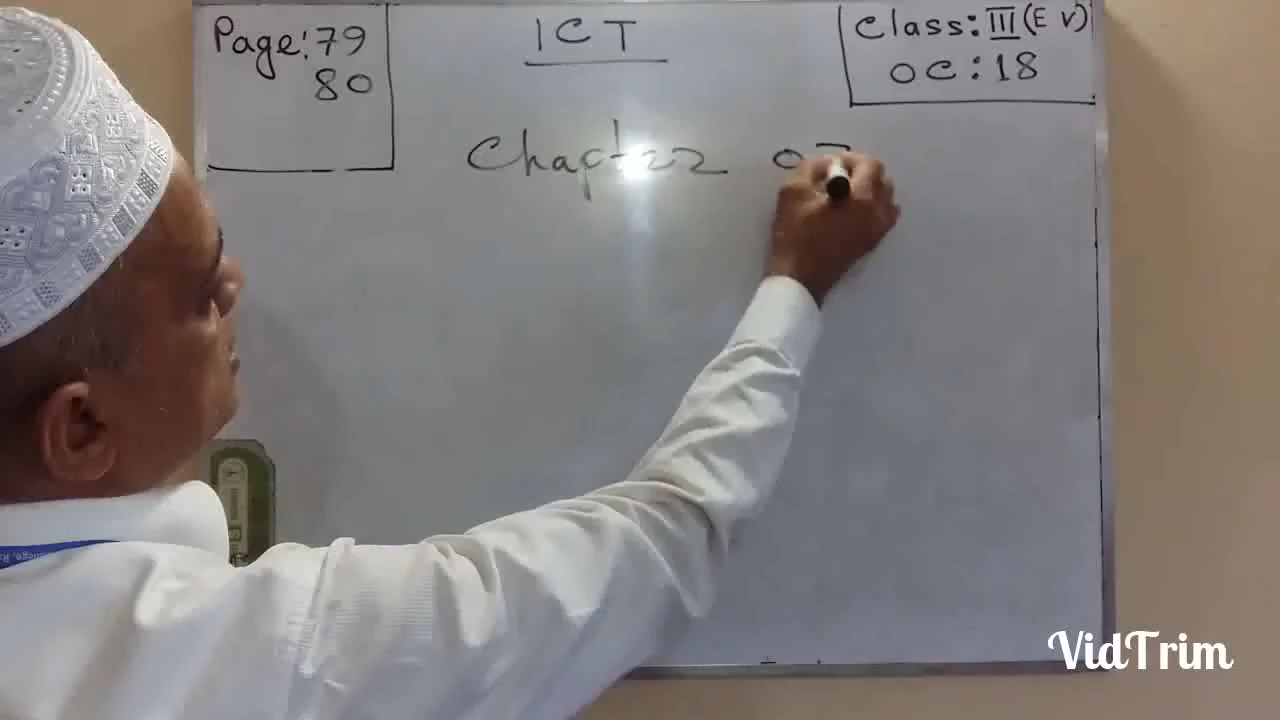 Page: 79
80
ICT
Class: III (E V)
OC: 18
Chapter
VidTrim